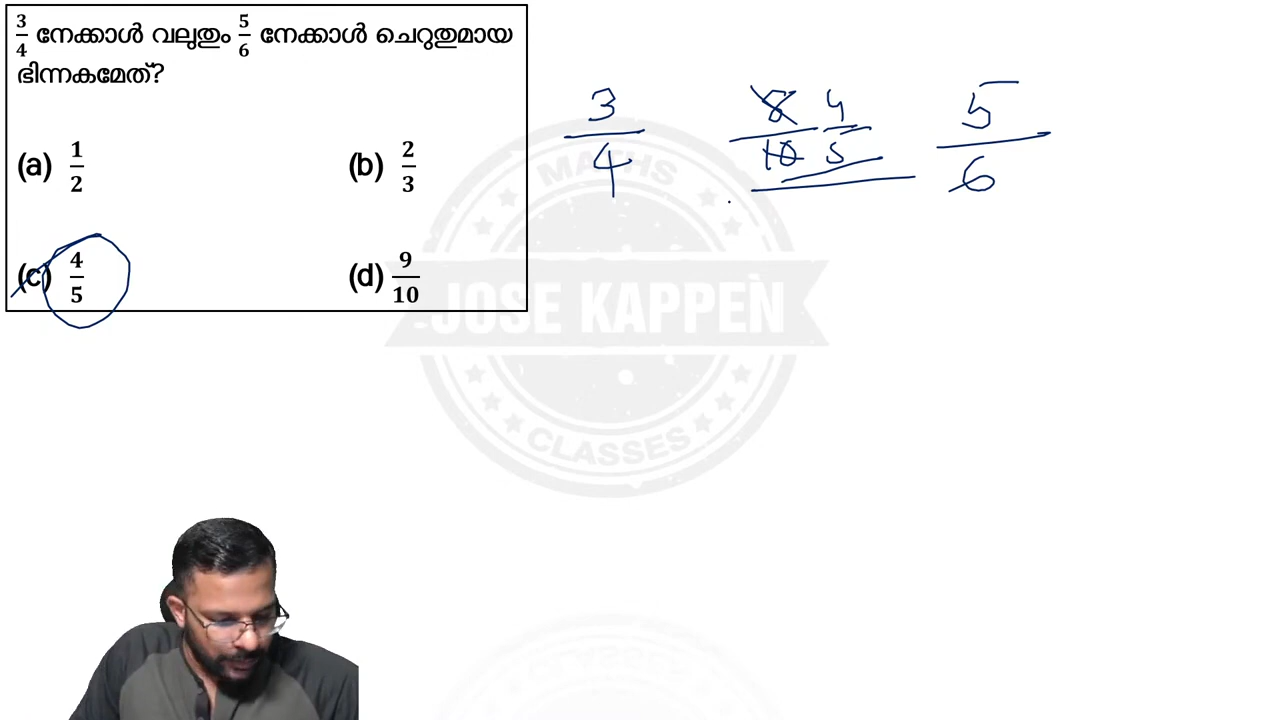 3/4 നേക്കാൾ വലുതും 5/6 നേക്കാൾ ചെറുതുമായ
ഭിന്നകമേത്?
(a) 1/2
(b) 2/3
(c) 4/5
(d) 9/10
3/4
8/10 4/5
5/6
MATHS
JOSE KAPPEN
CLASSES